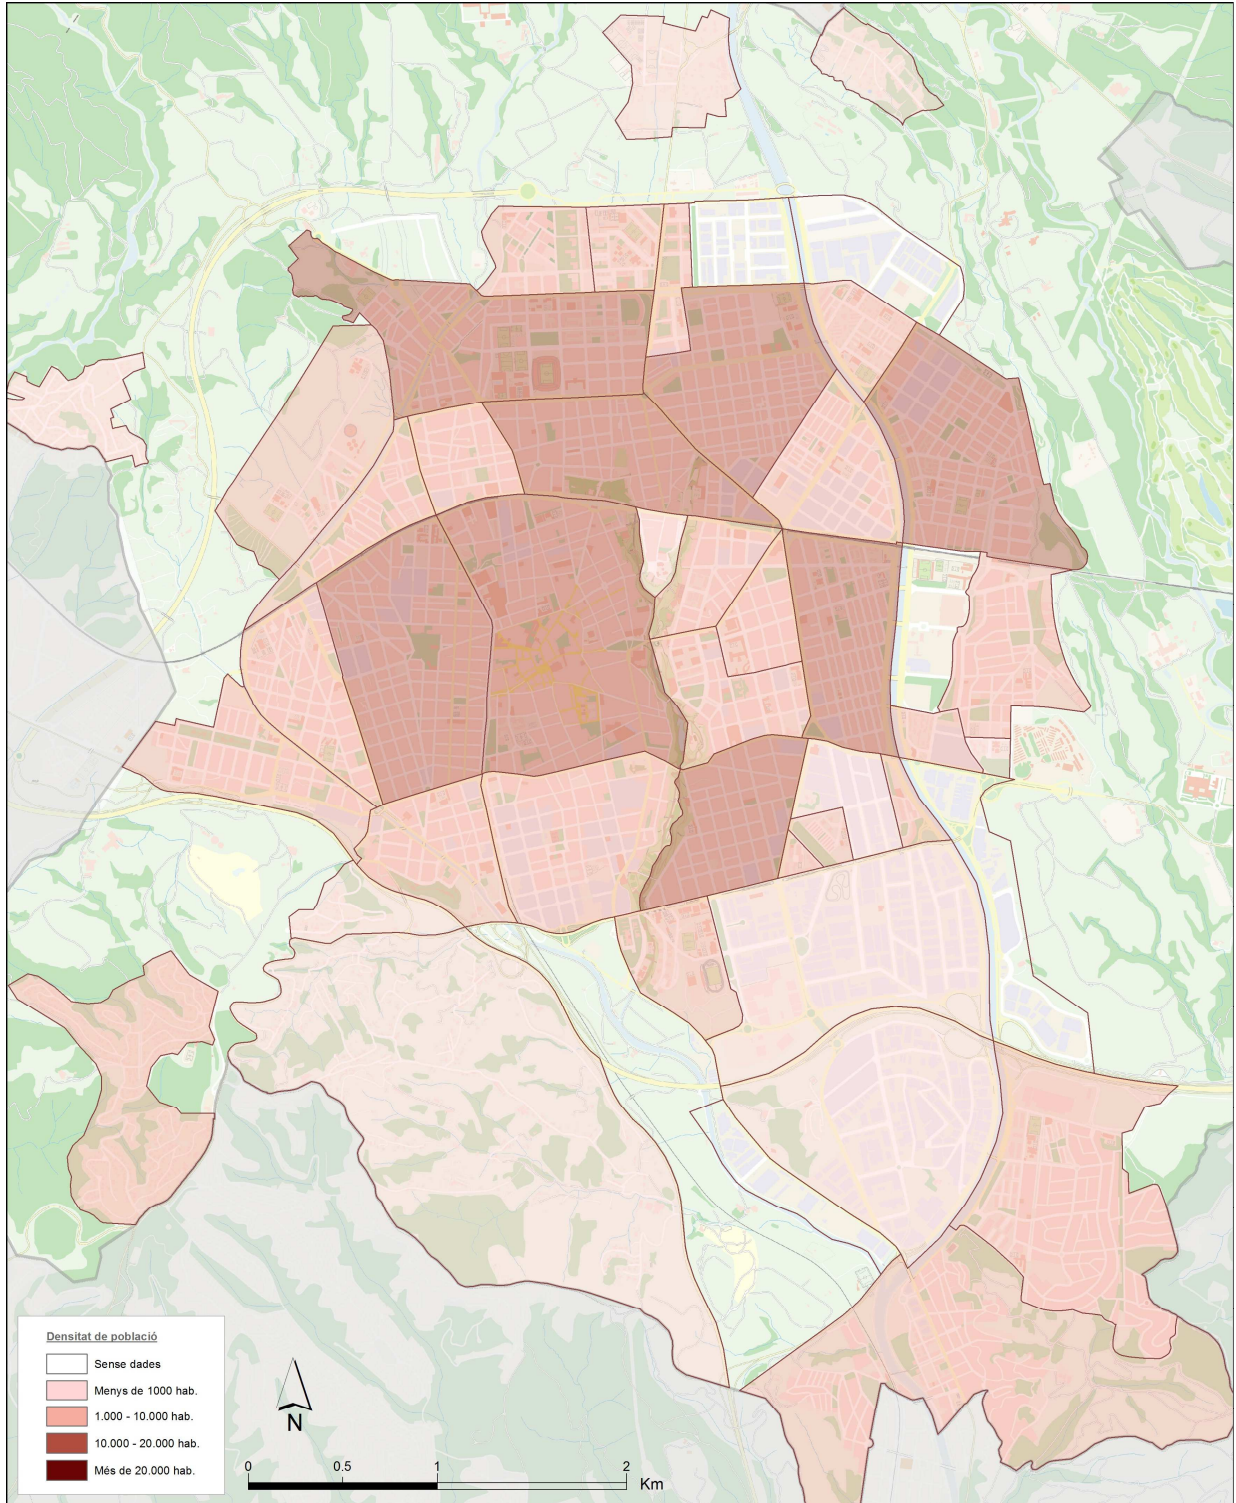 Densitat de població
Sense dades
Menys de 1000 hab.
1.000 - 10.000 hab.
10.000 - 20.000 hab.
Més de 20.000 hab.
N
0 0.5 1 2
Km